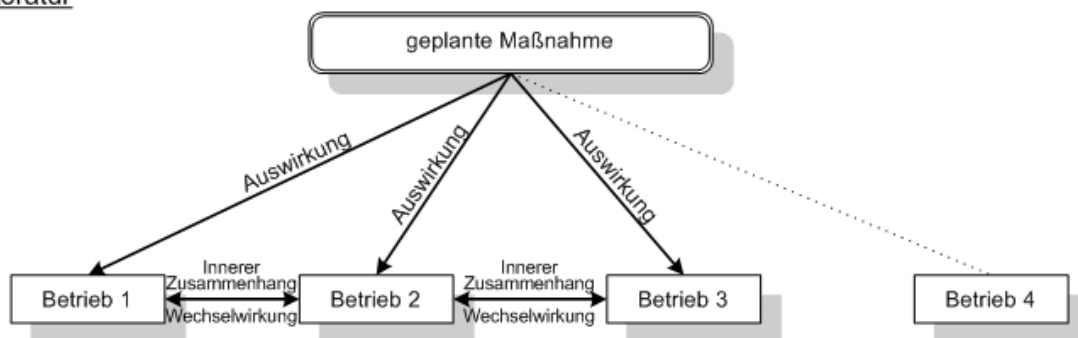 geplante Maßnahme
Auswirkung
Auswirkung
Auswirkung
Betrieb 1
Innerer
Zusammenhang
Wechselwirkung
Betrieb 2
Innerer
Zusammenhang
Wechselwirkung
Betrieb 3
Betrieb 4